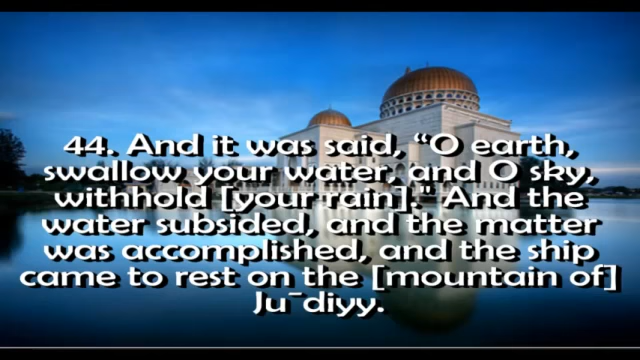 44. And it was said, “O earth,
swallow your water, and O sky,
withhold [your rain]." And the
water subsided, and the matter
was accomplished, and the ship
came to rest on the [mountain of]
Ju¯diyy.